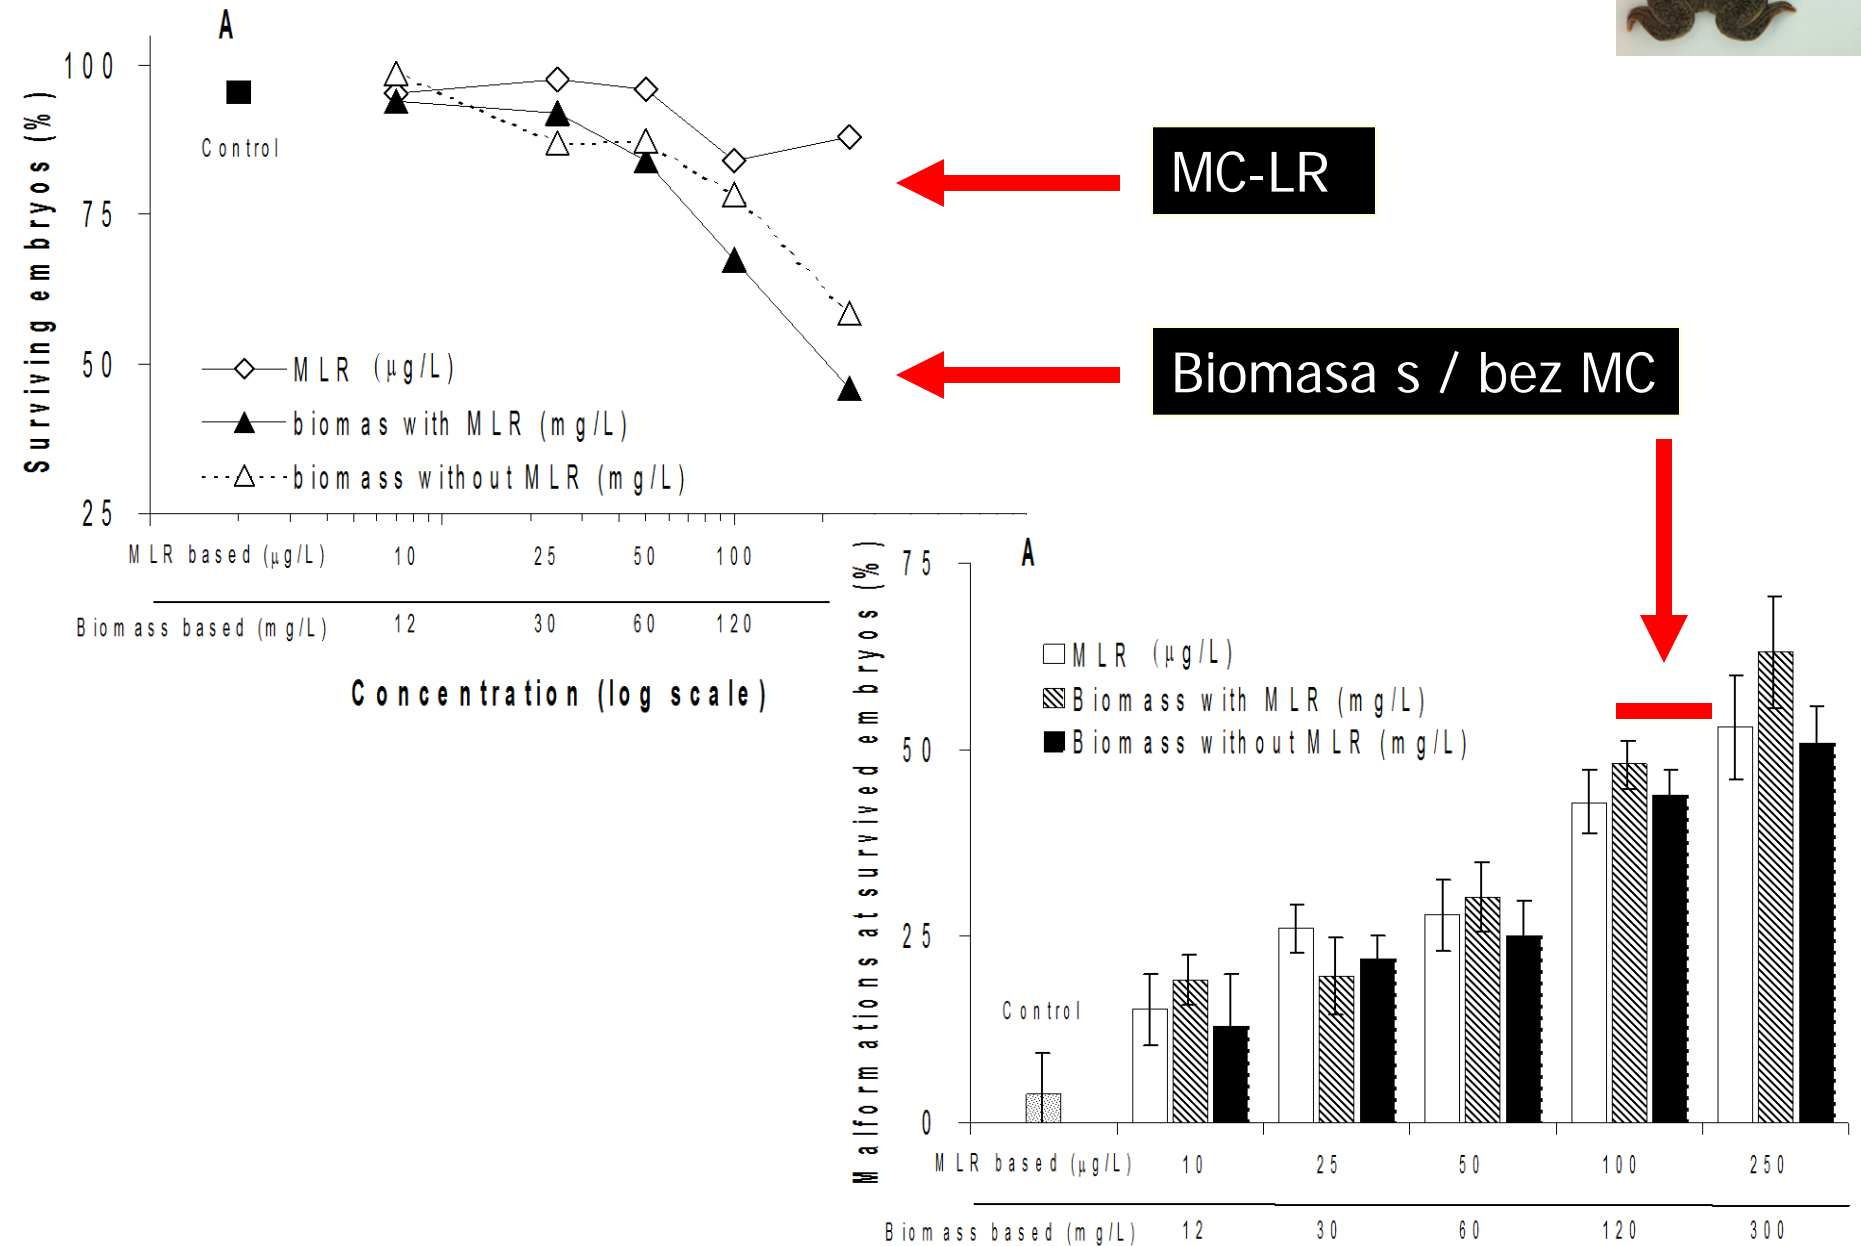 A
100
75
50
25
Surviving embryos (%)
Control
MLR (µg/L)
biomas with MLR (mg/L)
biomass without MLR (mg/L)
MLR based (µg/L) 10 25 50 100
Biomass based (mg/L) 12 30 60 120
Concentration (log scale)
MC-LR
Biomasa s / bez MC
A
75
50
25
0
Malformations at survived embryos (%)
MLR (µg/L)
Biomass with MLR (mg/L)
Biomass without MLR (mg/L)
Control
MLR based (µg/L) 10 25 50 100 250
Biomass based (mg/L) 12 30 60 120 300